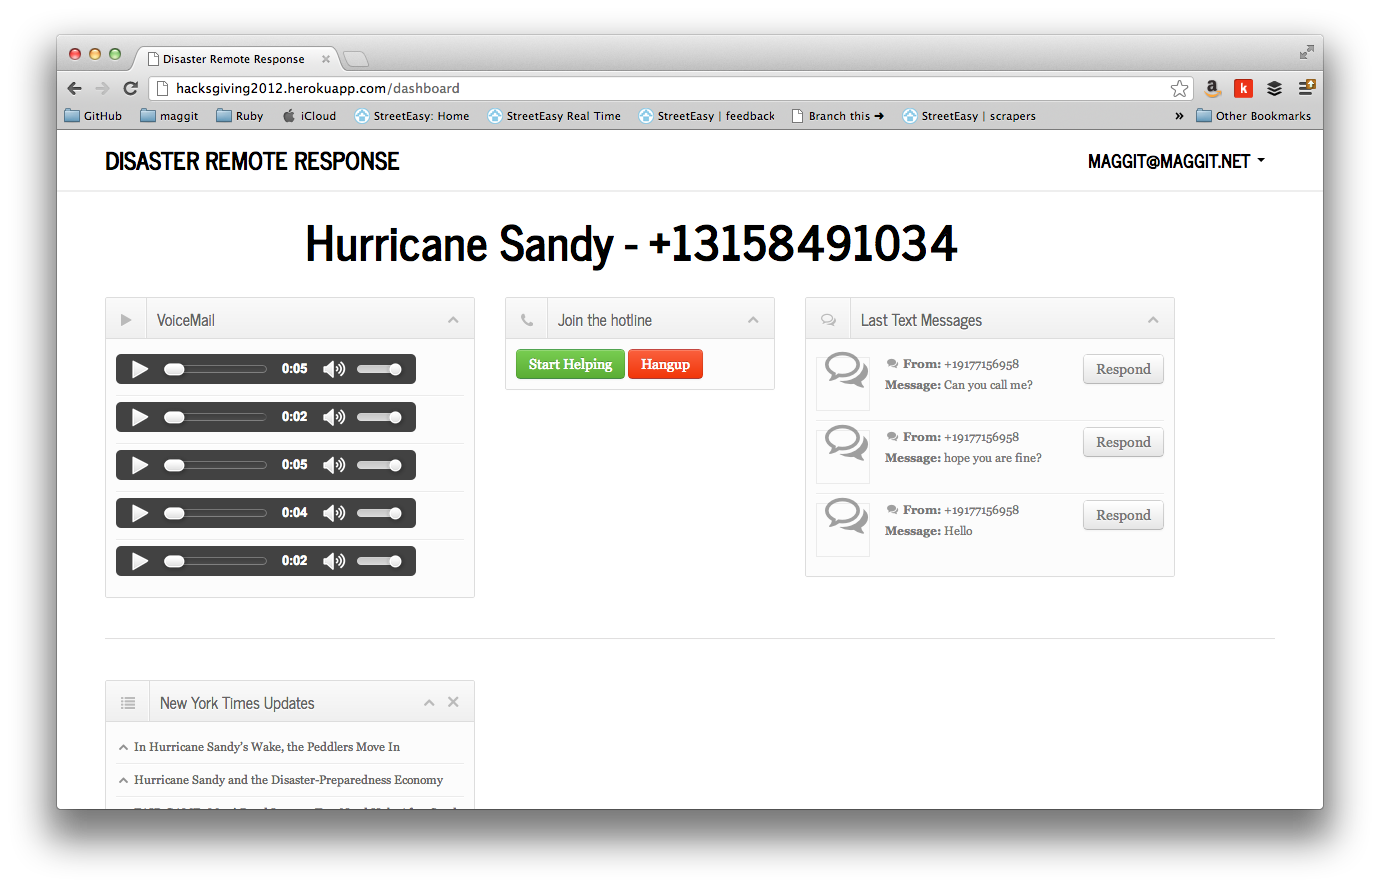 Disaster Remote Response
hacksgiving2012.herokuapp.com/dashboard
GitHub maggit Ruby iCloud StreetEasy: Home StreetEasy Real Time StreetEasy | feedback Branch this ➔ StreetEasy | scrapers » Other Bookmarks
DISASTER REMOTE RESPONSE MAGGIT@MAGGIT.NET
Hurricane Sandy - +13158491034
VoiceMail
0:05
0:02
0:05
0:04
0:02
Join the hotline
Start Helping Hangup
Last Text Messages
From: +19177156958 Respond
Message: Can you call me?
From: +19177156958 Respond
Message: hope you are fine?
From: +19177156958 Respond
Message: Hello
New York Times Updates
In Hurricane Sandy's Wake, the Peddlers Move In
Hurricane Sandy and the Disaster-Preparedness Economy